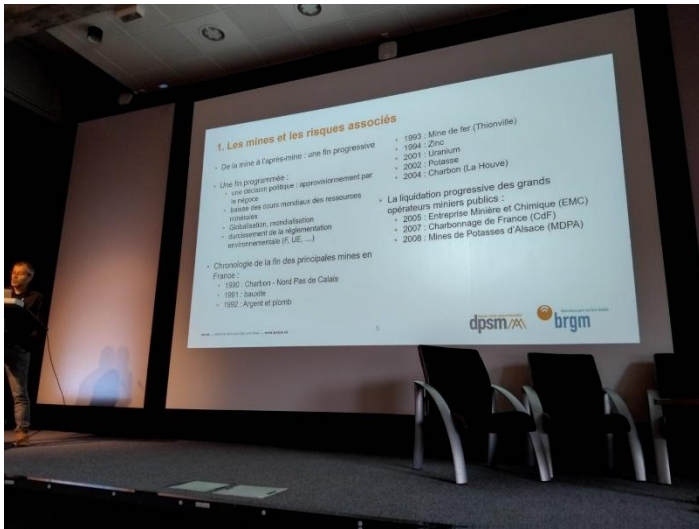 1. Les mines et les risques associés
• De la mine à l'après-mine : une fin progressive
• Une fin programmée :
• une décision politique : approvisionnement par
le négoce
• baisse des cours mondiaux des ressources
minérales
• Globalisation, mondialisation
• durcissement de la réglementation
environnementale (F, UE, ...)
• Chronologie de la fin des principales mines en
France :
• 1990 : Charbon - Nord Pas de Calais
• 1991 : bauxite
• 1992 : Argent et plomb
• 1993 : Mine de fer (Thionville)
• 1994 : Zinc
• 2001 : Uranium
• 2002 : Potasse
• 2004 : Charbon (La Houve)
• La liquidation progressive des grands
opérateurs miniers publics :
• 2005 : Entreprise Minière et Chimique (EMC)
• 2007 : Charbonnage de France (CdF)
• 2008 : Mines de Potasses d'Alsace (MDPA)
5
dpsm
brgm